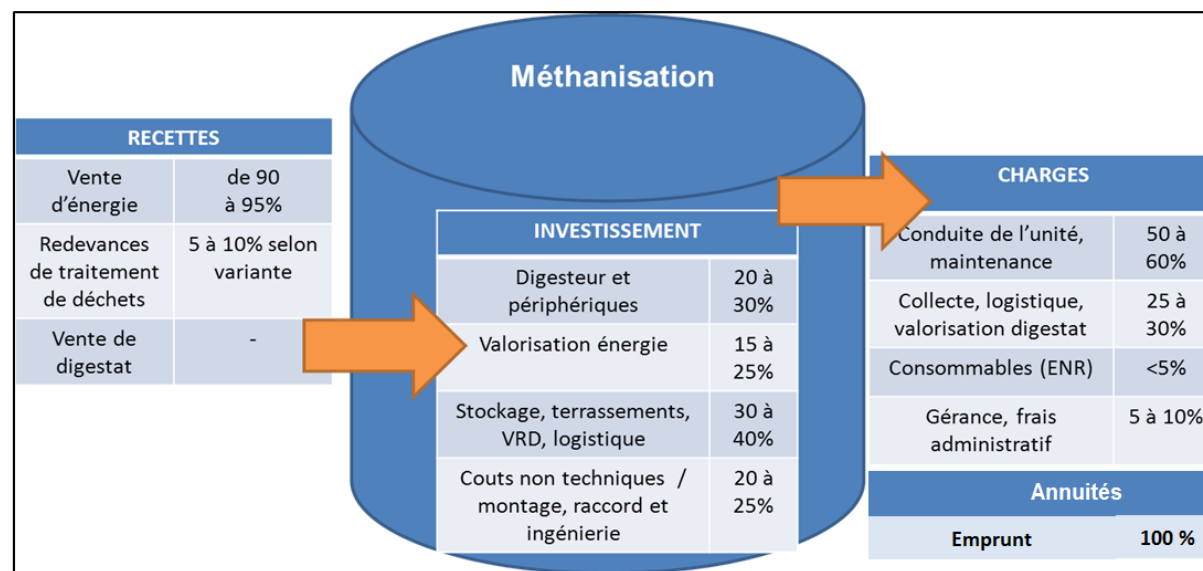 Méthanisation
RECETTES
Vente
d’énergie
de 90
à 95%
Redevances
de traitement
de déchets
5 à 10% selon
variante
Vente de
digestat
-
INVESTISSEMENT
Digesteur et
périphériques
20 à
30%
Valorisation énergie
15 à
25%
Stockage, terrassements,
VRD, logistique
30 à
40%
Couts non techniques /
montage, raccord et
ingénierie
20 à
25%
CHARGES
Conduite de l’unité,
maintenance
50 à
60%
Collecte, logistique,
valorisation digestat
25 à
30%
Consommables (ENR)
<5%
Gérance, frais
administratif
5 à 10%
Annuités
Emprunt
100 %